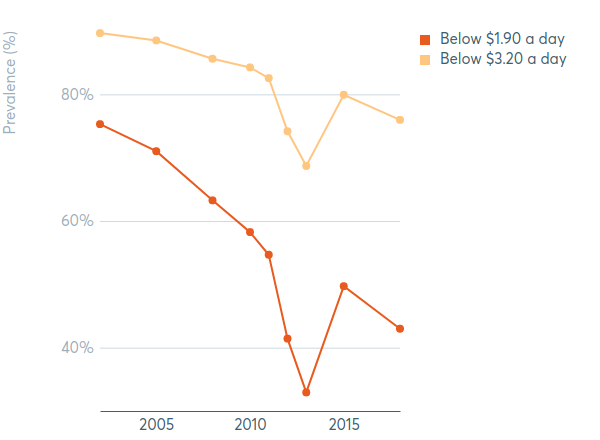 Prevalence (%)
Below $1.90 a day
Below $3.20 a day
80%
60%
40%
2005 2010 2015